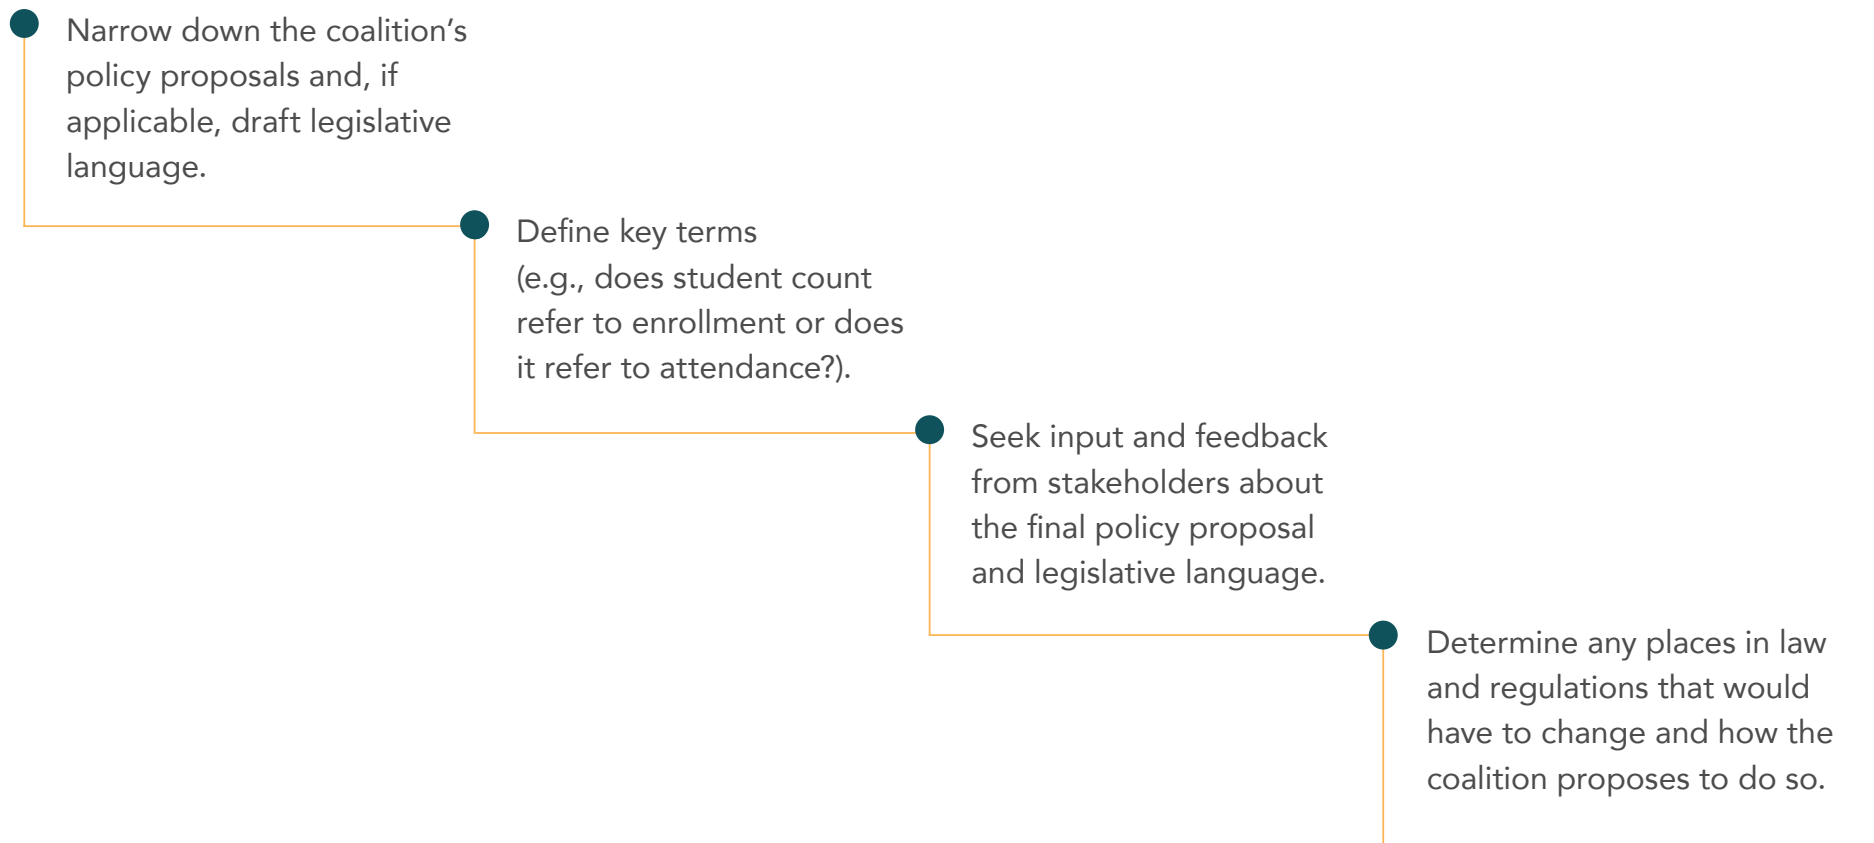 Narrow down the coalition’s
policy proposals and, if
applicable, draft legislative
language.
Define key terms
(e.g., does student count
refer to enrollment or does
it refer to attendance?).
Seek input and feedback
from stakeholders about
the final policy proposal
and legislative language.
Determine any places in law
and regulations that would
have to change and how the
coalition proposes to do so.